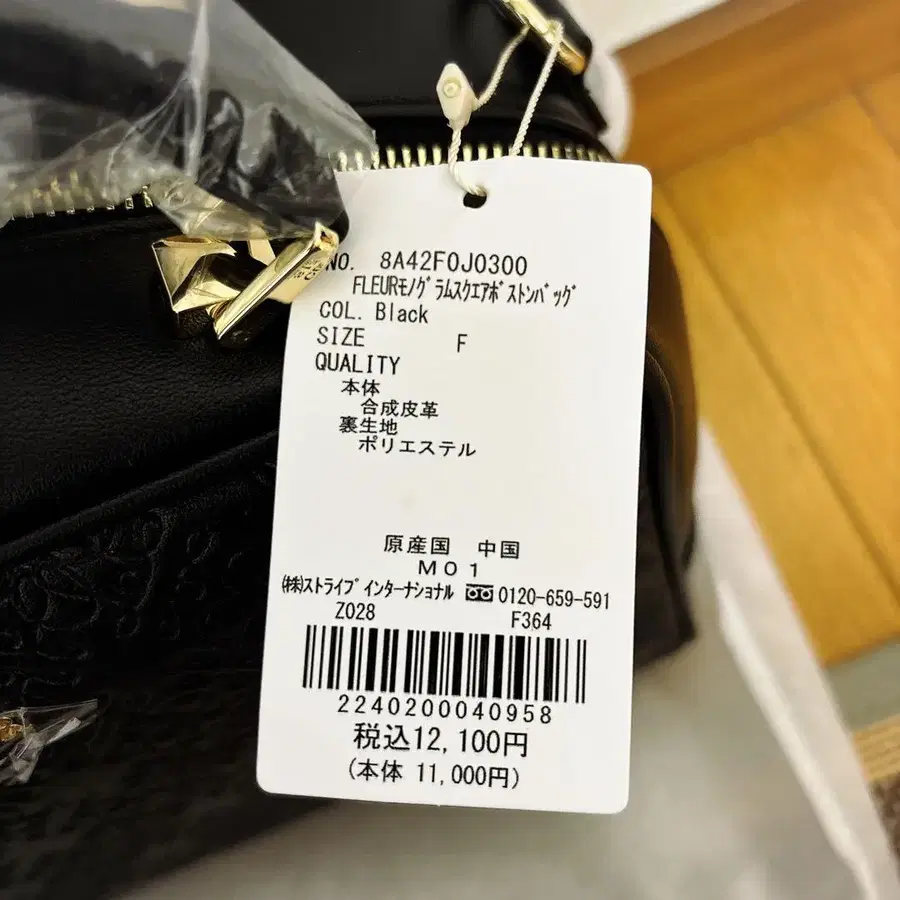 NO. 8A42F0J0300
FLEURモノグラムスクエアボストンバッグ
COL. Black
SIZE F
QUALITY
本体
合成皮革
裏生地
ポリエステル
原産国 中国
M01
(株)ストライプインターナショナル 0120-659-591
Z028 F364
2240200040958
税込12,100円
(本体 11,000円)